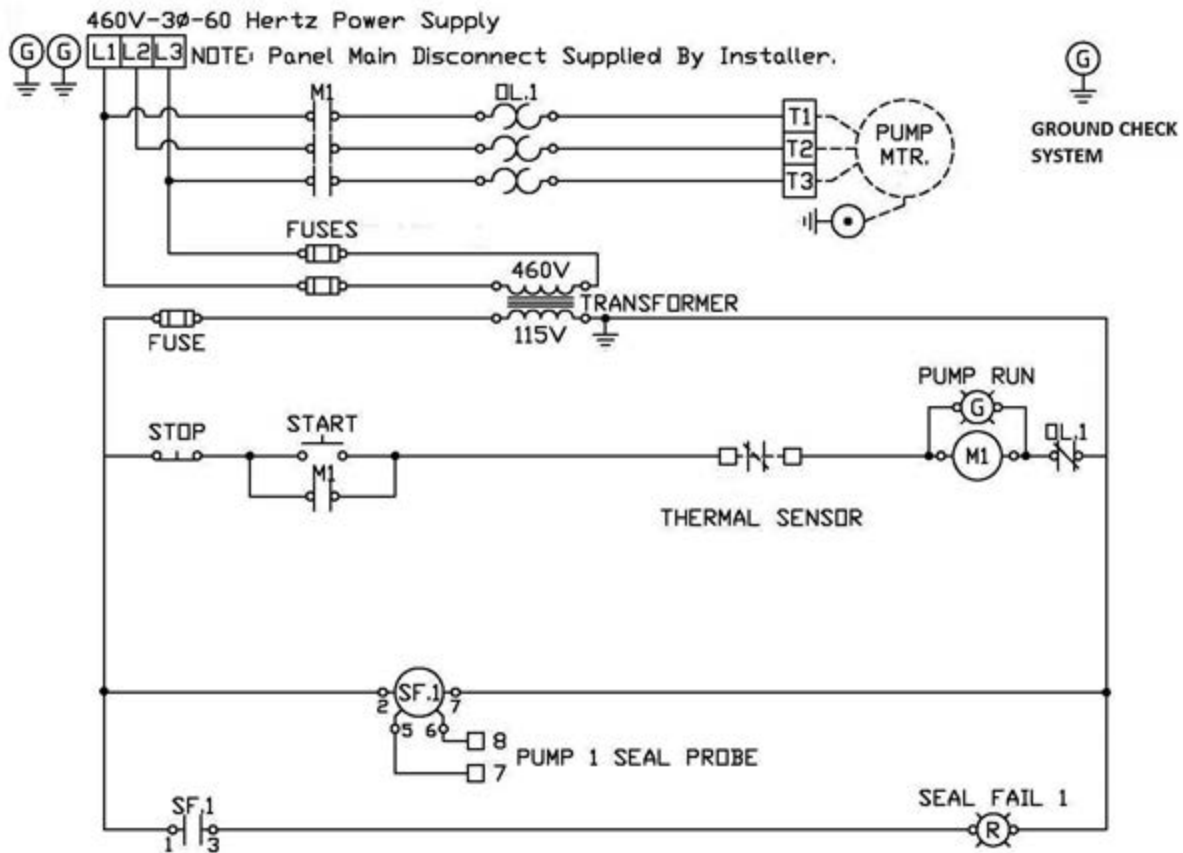 460V-3Ø-60 Hertz Power Supply
G G L1 L2 L3 NOTE: Panel Main Disconnect Supplied By Installer.
G
GROUND CHECK
SYSTEM
M1
OL.1
T1
T2
T3
PUMP
MTR.
FUSES
460V
TRANSFORMER
115V
FUSE
PUMP RUN
G
STOP
START
M1
M1
OL.1
THERMAL SENSOR
SF.1
2
7
5 6
8
7
PUMP 1 SEAL PROBE
SF.1
1 3
SEAL FAIL 1
R